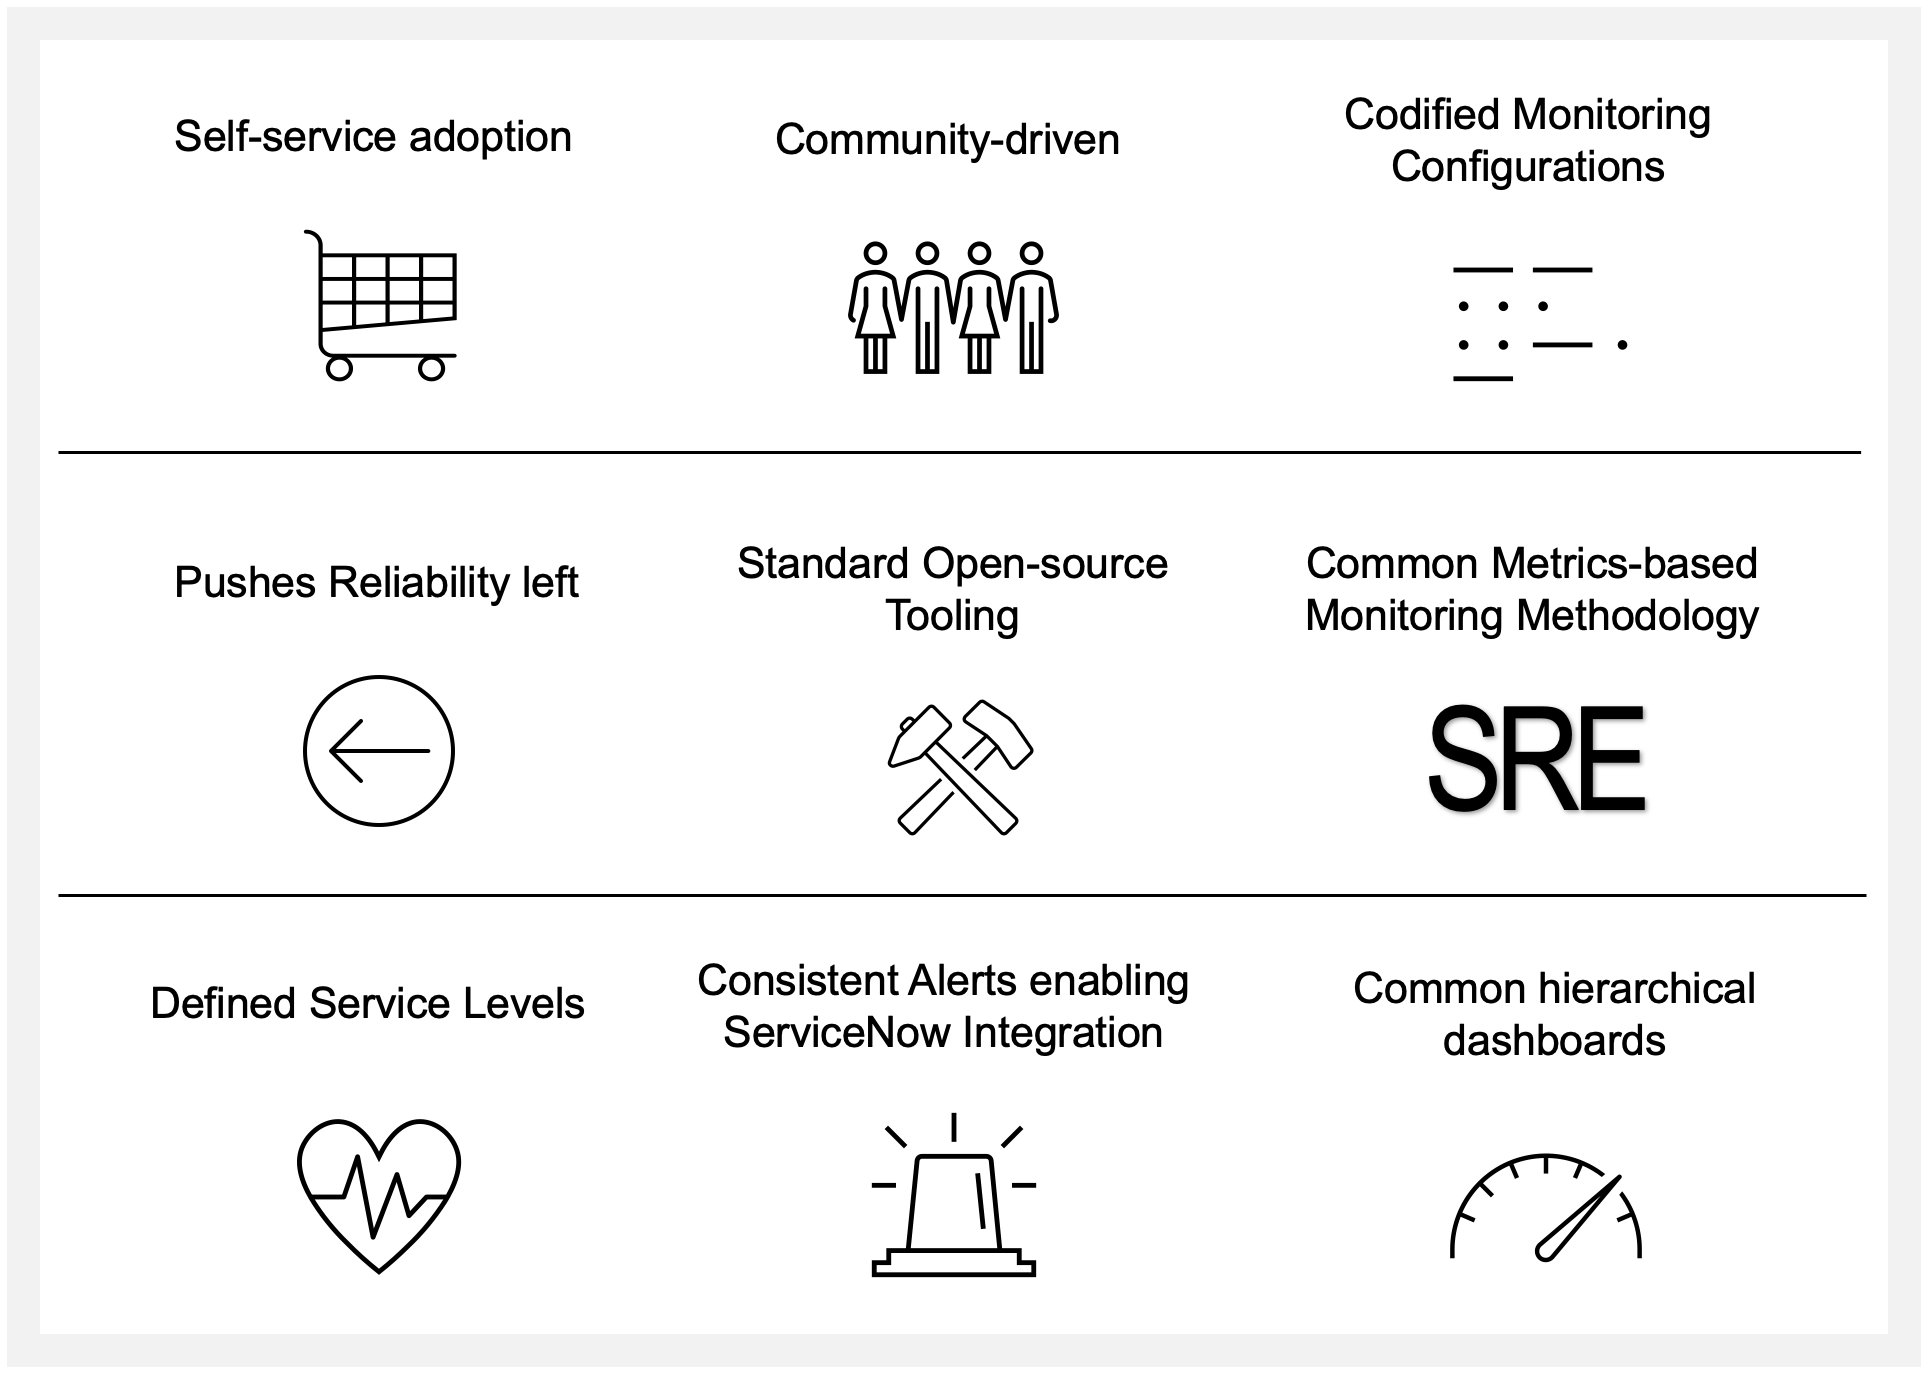 Self-service adoption
Community-driven
Codified Monitoring
Configurations
Pushes Reliability left
Standard Open-source
Tooling
Common Metrics-based
Monitoring Methodology
SRE
Defined Service Levels
Consistent Alerts enabling
ServiceNow Integration
Common hierarchical
dashboards